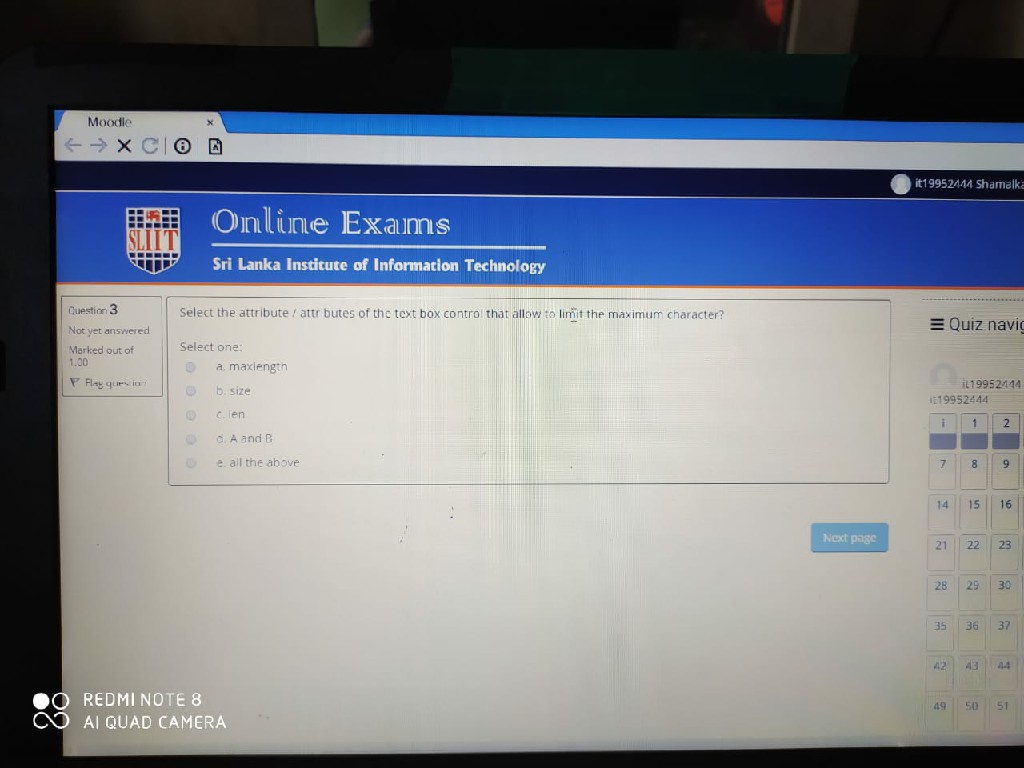 Moodle
it19952444 Shamalka
SLIIT
Online Exams
Sri Lanka Institute of Information Technology
Question 3
Not yet answered
Marked out of
1.00
Flag question
Select the attribute / attr butes of the text box control that allow to limit the maximum character?
Select one:
a. maxlength
b. size
c. len
d. A and B
e. all the above
Next page
Quiz navig
it19952444
it19952444
i 1 2
7 8 9
14 15 16
21 22 23
28 29 30
35 36 37
42 43 44
49 50 51
REDMI NOTE 8
AI QUAD CAMERA